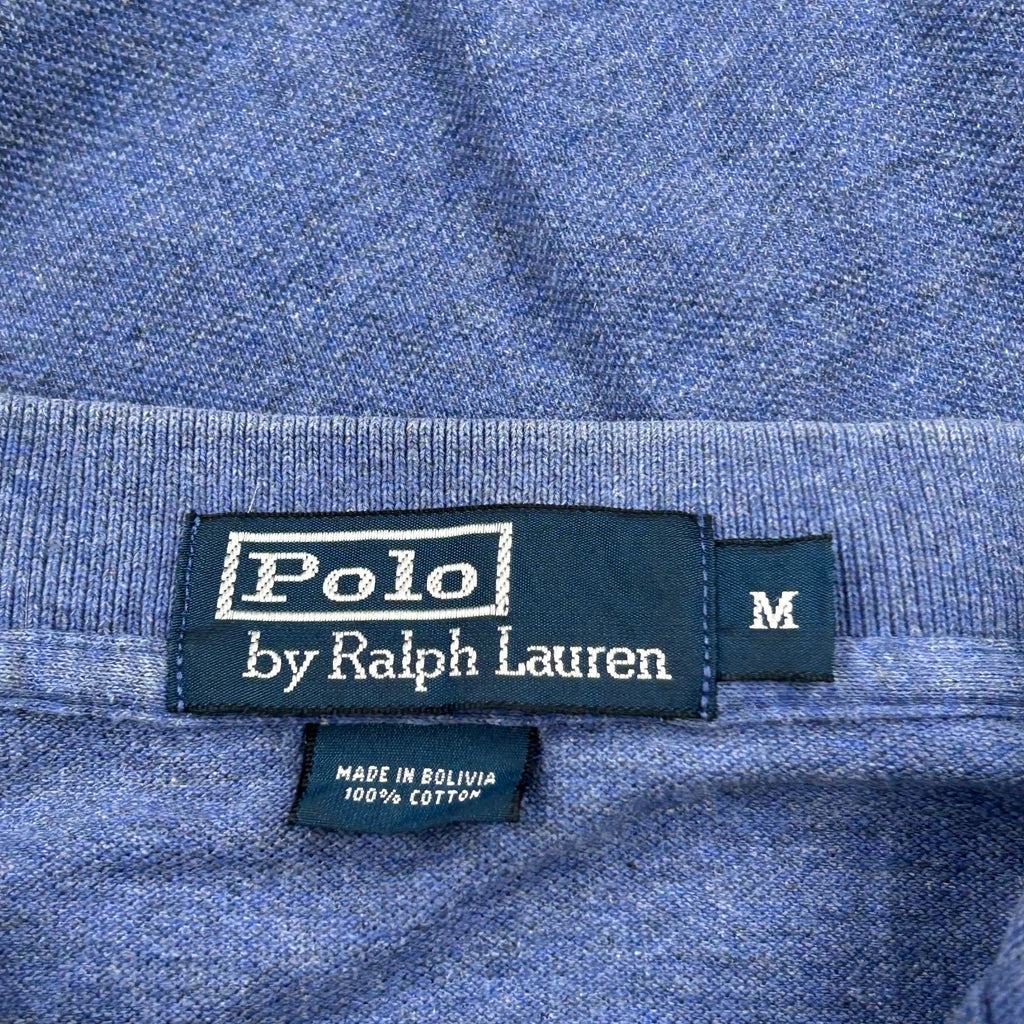 Polo
by Ralph Lauren
M
MADE IN BOLIVIA
100% COTTON